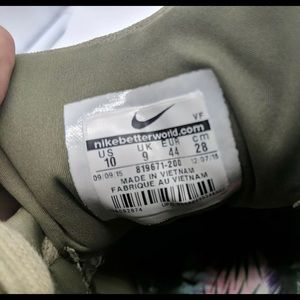 VF
nikebetterworld.com
US UK EUR cm
10 9 44 28
09/09/15 819671-200 12/07/15
MADE IN VIETNAM
FABRIQUE AU VIETNAM